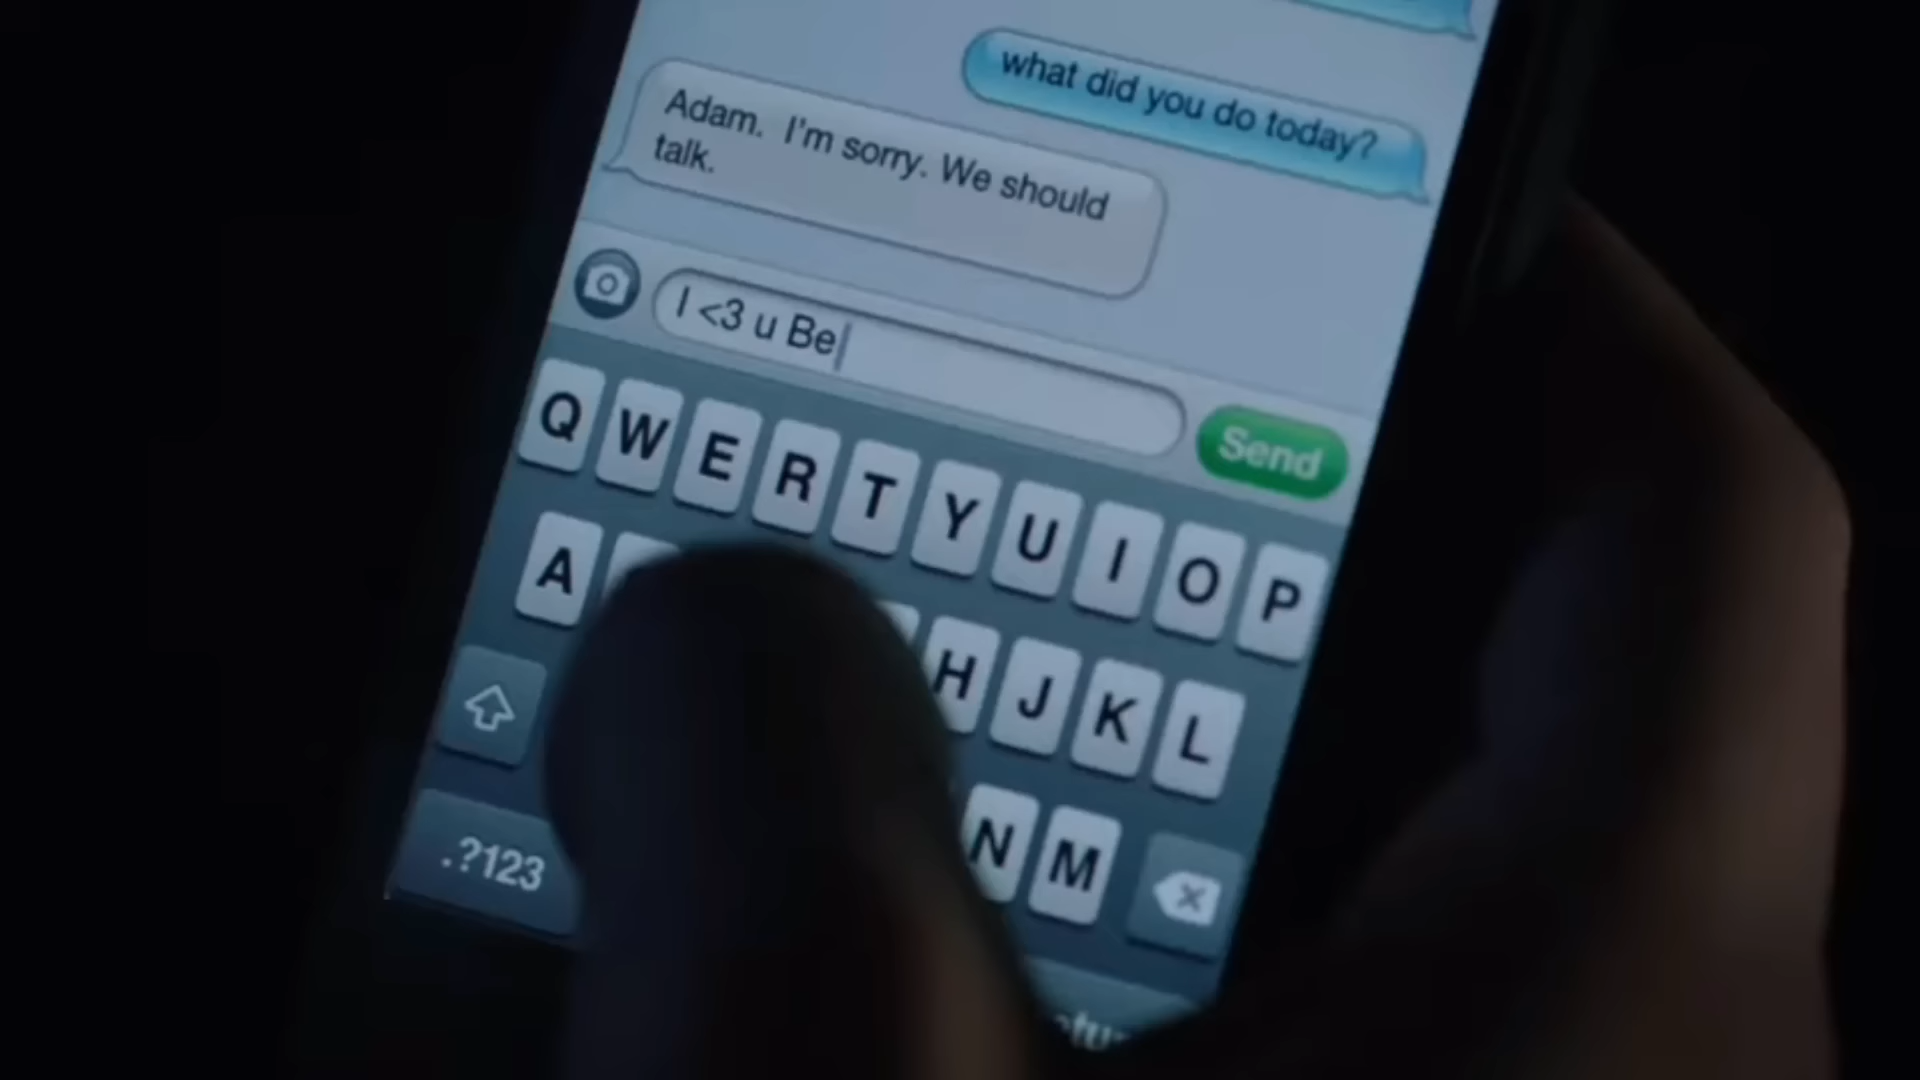 what did you do today?
Adam.  I'm sorry. We should
talk.
I <3 u Be
Send
Q W E R T Y U I O P
A H J K L
N M
.?123